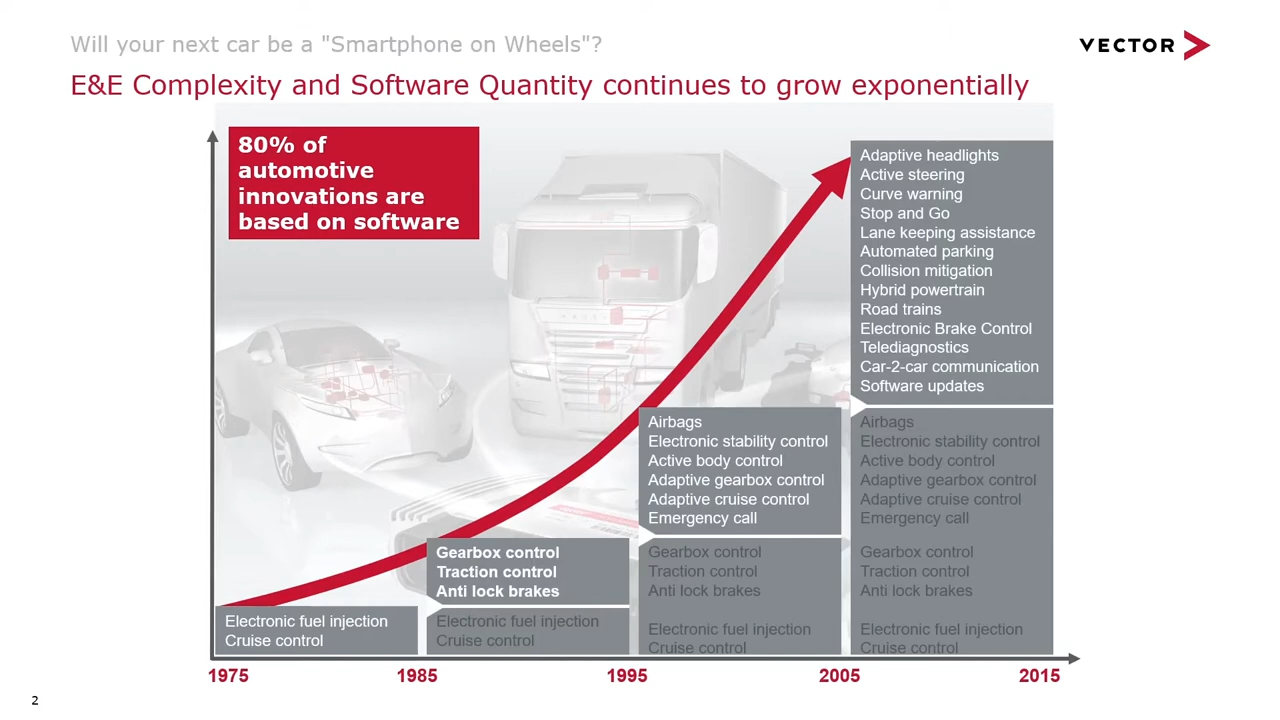 Will your next car be a "Smartphone on Wheels"?
VECTOR
E&E Complexity and Software Quantity continues to grow exponentially
80% of
automotive
innovations are
based on software
Electronic fuel injection
Cruise control
Gearbox control
Traction control
Anti lock brakes
Electronic fuel injection
Cruise control
Airbags
Electronic stability control
Active body control
Adaptive gearbox control
Adaptive cruise control
Emergency call
Gearbox control
Traction control
Anti lock brakes
Electronic fuel injection
Cruise control
Adaptive headlights
Active steering
Curve warning
Stop and Go
Lane keeping assistance
Automated parking
Collision mitigation
Hybrid powertrain
Road trains
Electronic Brake Control
Telediagnostics
Car-2-car communication
Software updates
Airbags
Electronic stability control
Active body control
Adaptive gearbox control
Adaptive cruise control
Emergency call
Gearbox control
Traction control
Anti lock brakes
Electronic fuel injection
Cruise control
1975
1985
1995
2005
2015
2